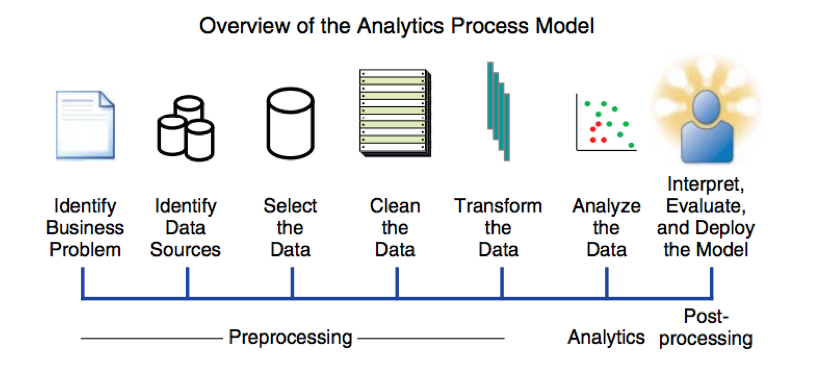 Overview of the Analytics Process Model
Identify
Business
Problem
Identify
Data
Sources
Select
the
Data
Clean
the
Data
Transform
the
Data
Analyze
the
Data
Interpret,
Evaluate,
and Deploy
the Model
Preprocessing
Analytics
Post-
processing